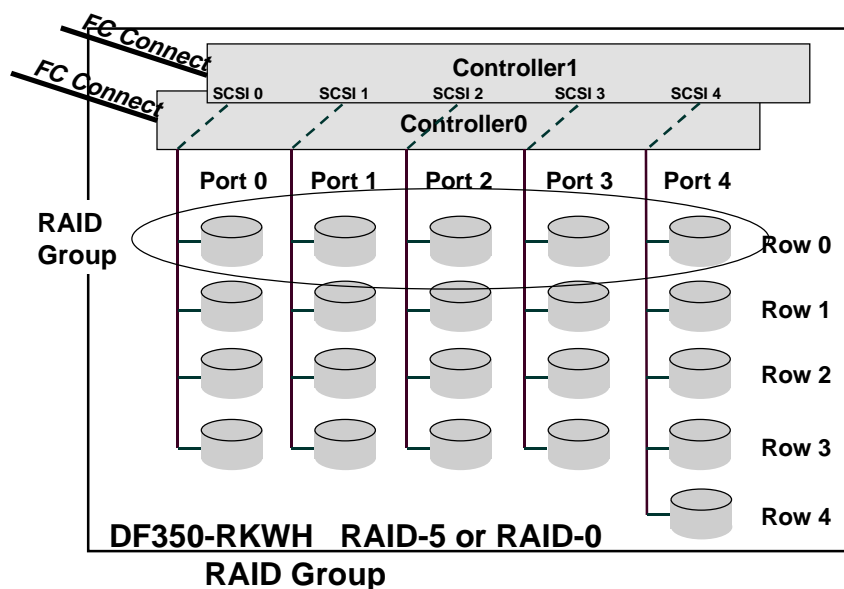 FC Connect
FC Connect
Controller1
SCSI 0 SCSI 1 SCSI 2 SCSI 3 SCSI 4
Controller0
Port 0 Port 1 Port 2 Port 3 Port 4
RAID
Group
Row 0
Row 1
Row 2
Row 3
Row 4
DF350-RKWH RAID-5 or RAID-0
RAID Group